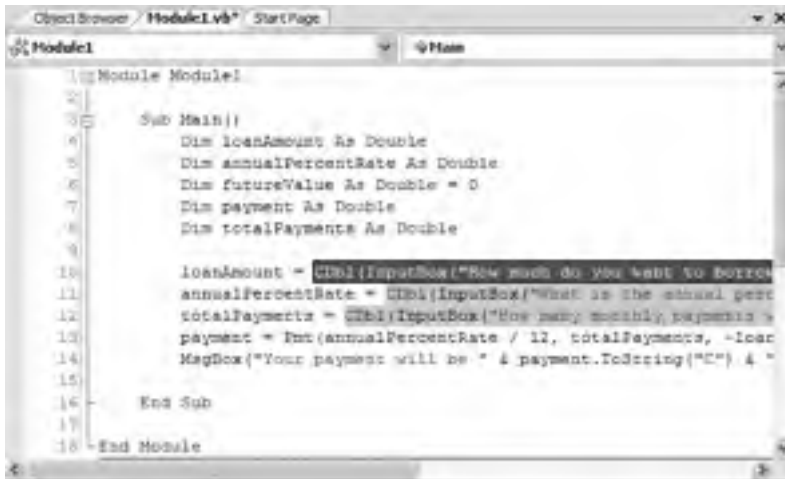 Object Browser Module1.vb* Start Page
Module1 Main
1 Module Module1
2
3 Sub Main()
4 Dim loanAmount As Double
5 Dim annualPercentRate As Double
6 Dim futureValue As Double = 0
7 Dim payment As Double
8 Dim totalPayments As Double
9
10 loanAmount = CDbl(InputBox("How much do you want to borrow
11 annualPercentRate = CDbl(InputBox("What is the annual perc
12 totalPayments = CDbl(InputBox("How many monthly payments w
13 payment = Pmt(annualPercentRate / 12, totalPayments, -loan
14 MsgBox("Your payment will be " & payment.ToString("C") & "
15
16 End Sub
17
18 End Module